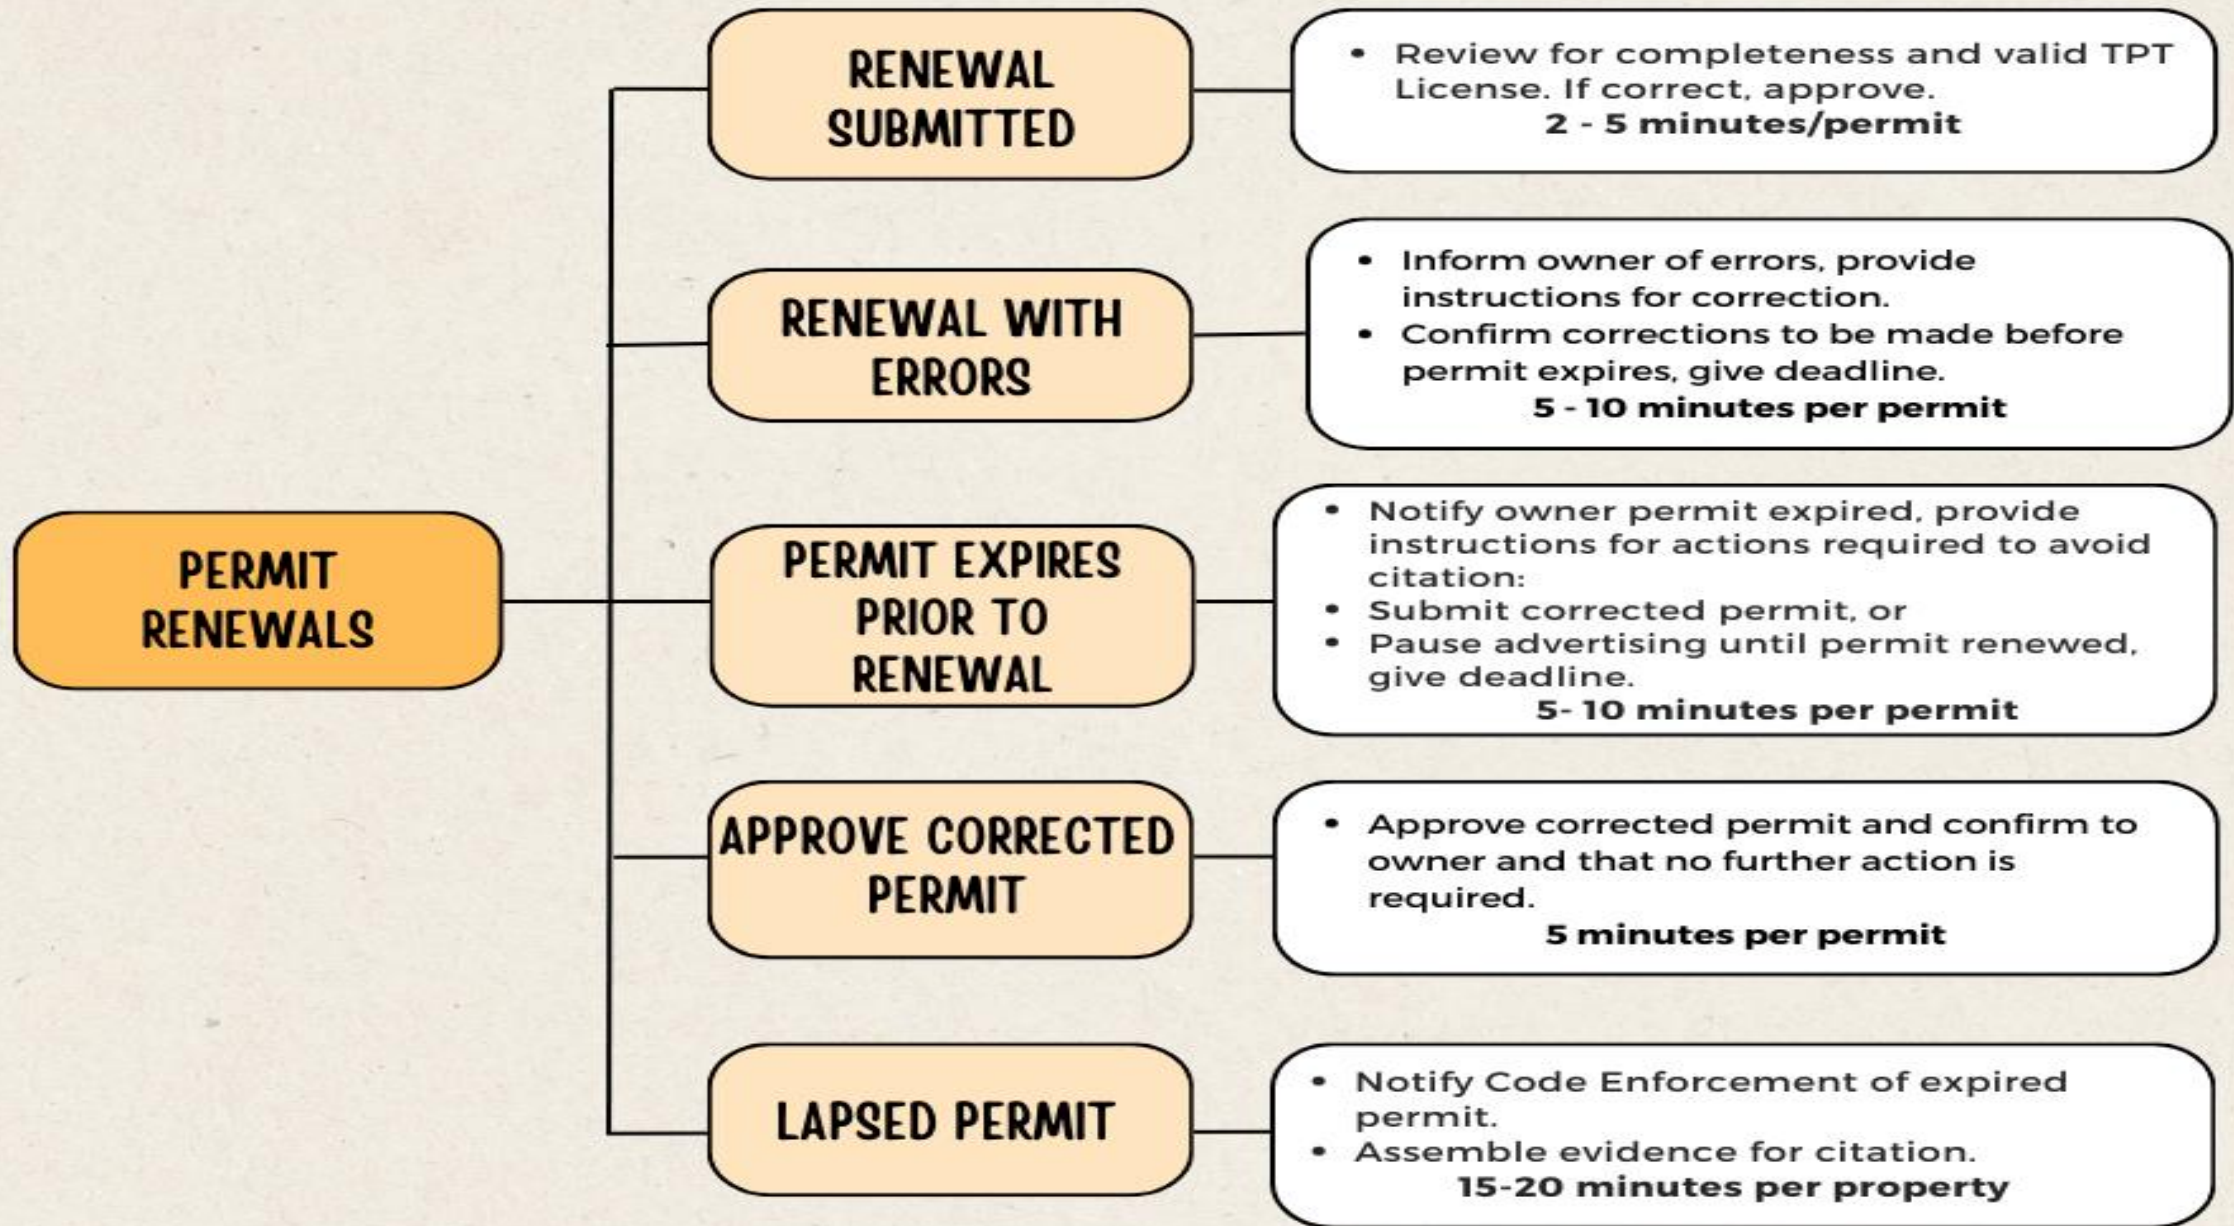 PERMIT
RENEWALS
RENEWAL
SUBMITTED
• Review for completeness and valid TPT
License. If correct, approve.
2 - 5 minutes/permit
RENEWAL WITH
ERRORS
• Inform owner of errors, provide
instructions for correction.
• Confirm corrections to be made before
permit expires, give deadline.
5 - 10 minutes per permit
PERMIT EXPIRES
PRIOR TO
RENEWAL
• Notify owner permit expired, provide
instructions for actions required to avoid
citation:
• Submit corrected permit, or
• Pause advertising until permit renewed,
give deadline.
5- 10 minutes per permit
APPROVE CORRECTED
PERMIT
• Approve corrected permit and confirm to
owner and that no further action is
required.
5 minutes per permit
LAPSED PERMIT
• Notify Code Enforcement of expired
permit.
• Assemble evidence for citation.
15-20 minutes per property